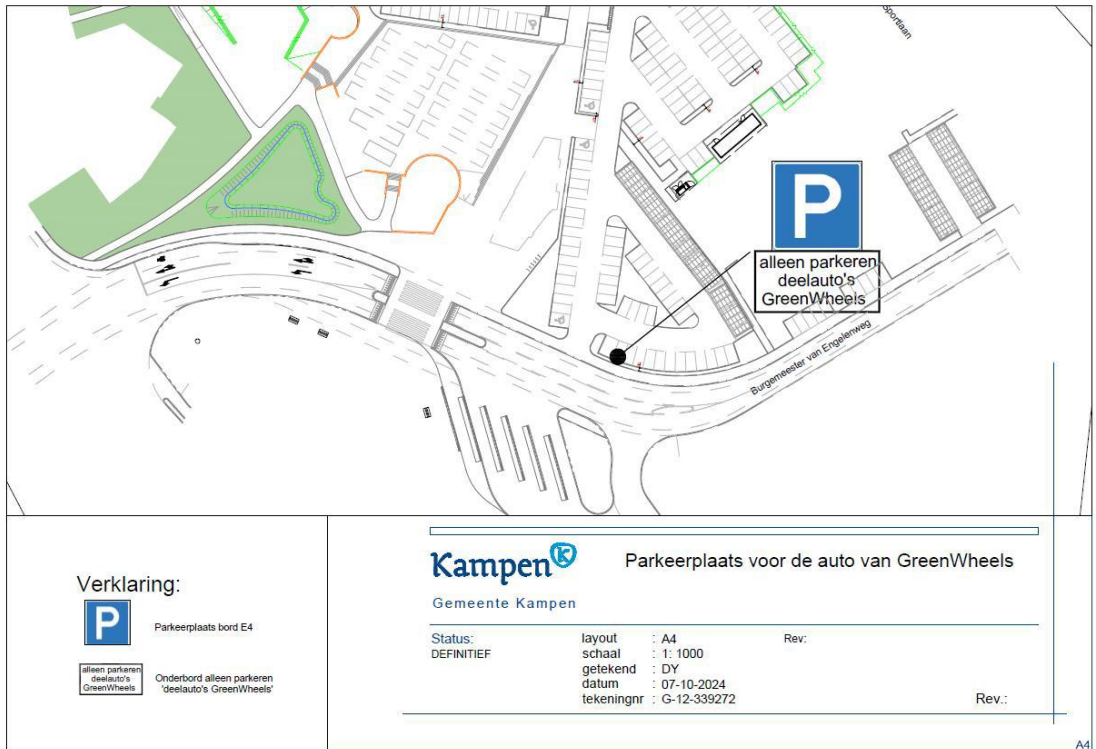 Sportlaan
P
alleen parkeren
deelauto's
GreenWheels
Burgemeester van Engelenweg
Verklaring:
P
Parkeerplaats bord E4
alleen parkeren
deelauto's
GreenWheels
Onderbord alleen parkeren
'deelauto's GreenWheels'
Kampen
Gemeente Kampen
Parkeerplaats voor de auto van GreenWheels
Status:
DEFINITIEF
layout : A4
schaal : 1: 1000
getekend : DY
datum : 07-10-2024
tekeningnr : G-12-339272
Rev:
Rev.:
A4